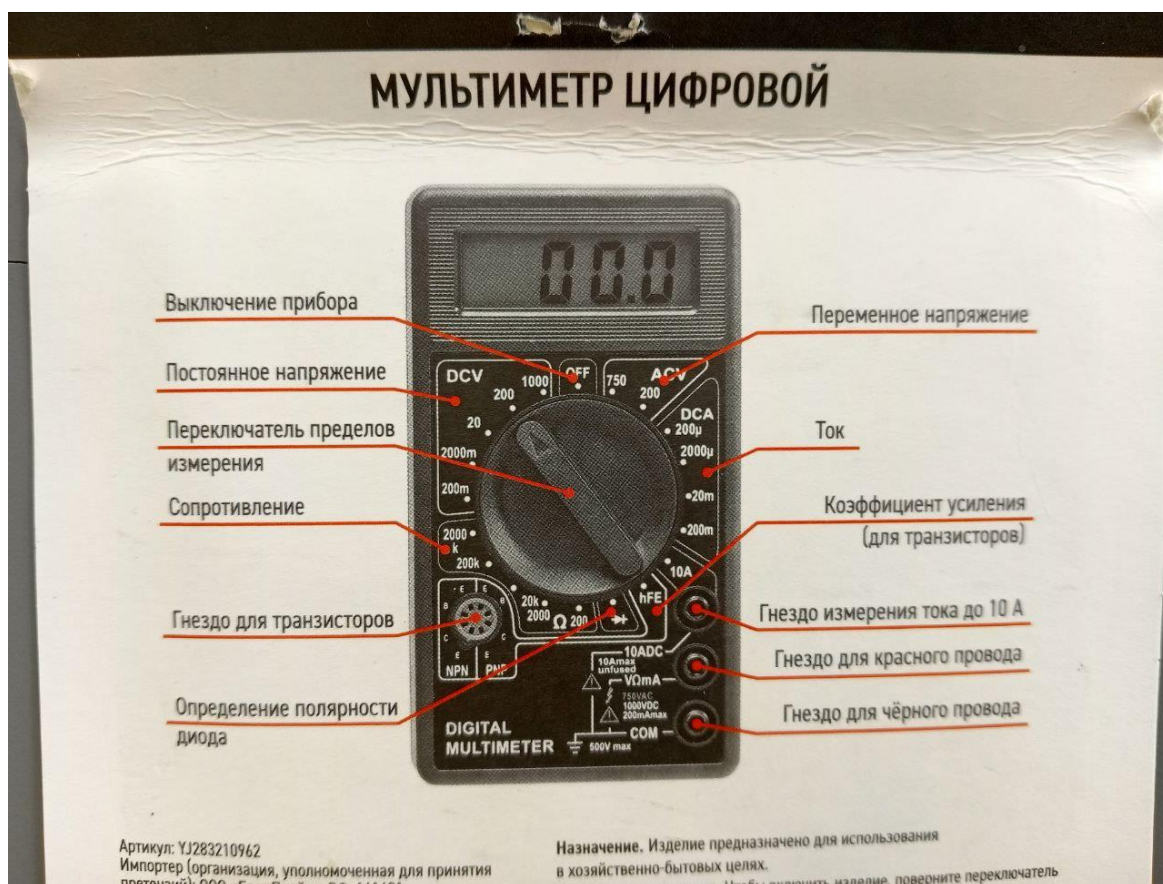 МУЛЬТИМЕТР ЦИФРОВОЙ
00.0
Выключение прибора
Постоянное напряжение
Переключатель пределов
измерения
Сопротивление
Гнездо для транзисторов
Определение полярности
диода
Переменное напряжение
Ток
Коэффициент усиления
(для транзисторов)
Гнездо измерения тока до 10 А
Гнездо для красного провода
Гнездо для чёрного провода
DCV
1000
200
20
2000m
200m
2000
k
200k
20k
2000
Ω 200
OFF
750
ACV
200
DCA
200µ
2000µ
20m
200m
10A
hFE
E E
B e
C c
E E
NPN PNP
10ADC
10Amax
unfused
VΩmA
750VAC
1000VDC
200mAmax
COM
500V max
DIGITAL
MULTIMETER
Артикул: YJ283210962
Импортер (организация, уполномоченная для принятия
Назначение. Изделие предназначено для использования
в хозяйственно-бытовых целях.
включить изделие, поверните переключатель